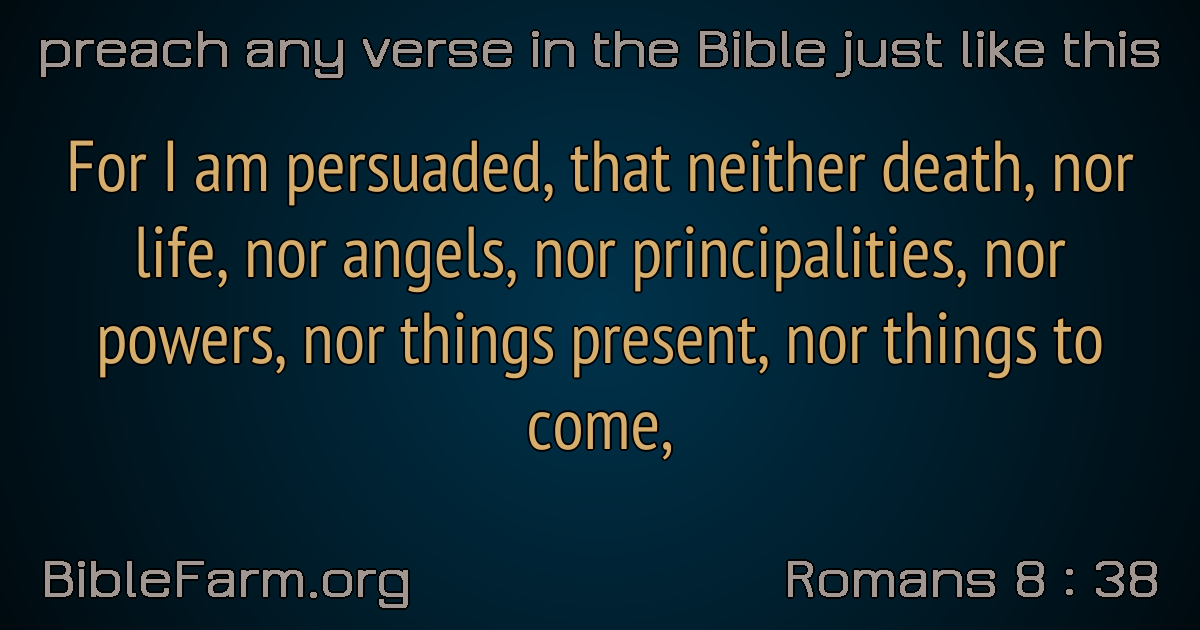 preach any verse in the Bible just like this
For I am persuaded, that neither death, nor
life, nor angels, nor principalities, nor
powers, nor things present, nor things to
come,
BibleFarm.org
Romans 8 : 38